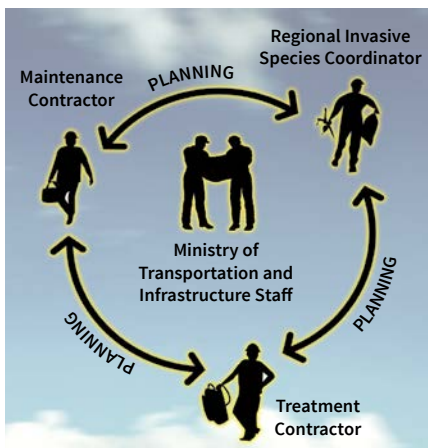 Regional Invasive
Species Coordinator
PLANNING
Maintenance
Contractor
Ministry of
Transportation and
Infrastructure Staff
PLANNING
PLANNING
Treatment
Contractor